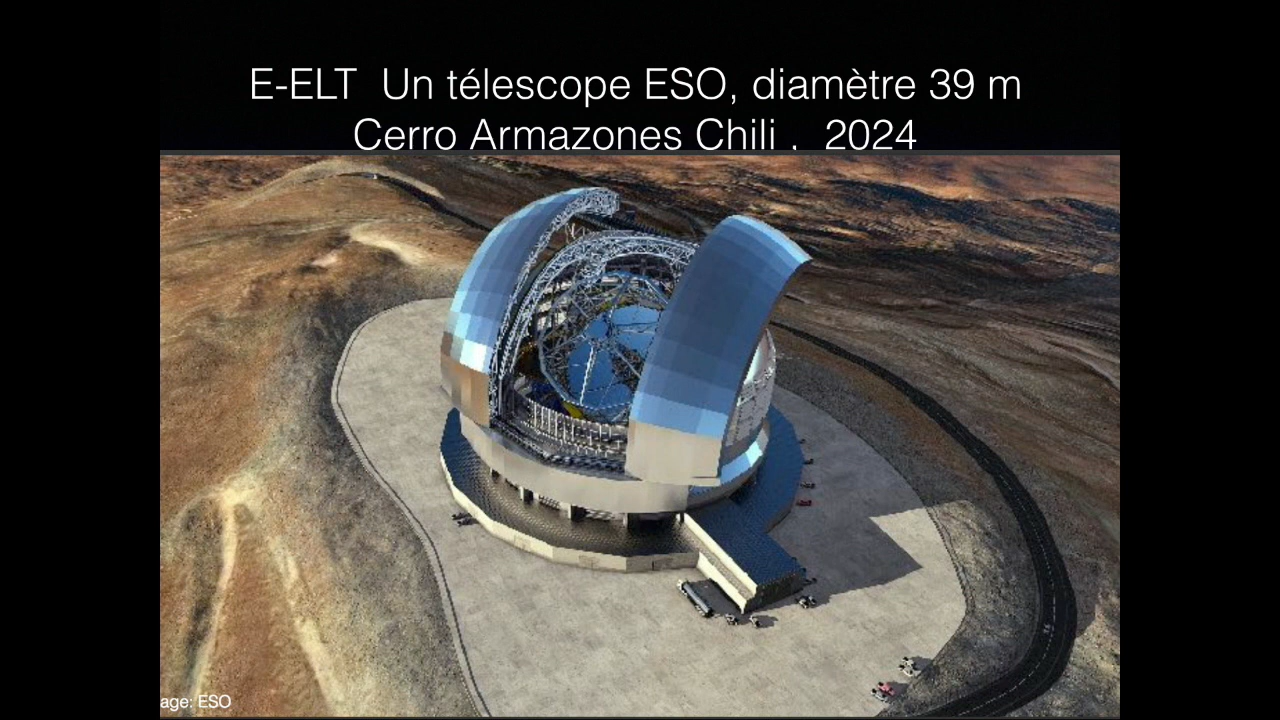 E-ELT Un télescope ESO, diamètre 39 m
Cerro Armazones Chili , 2024
age: ESO